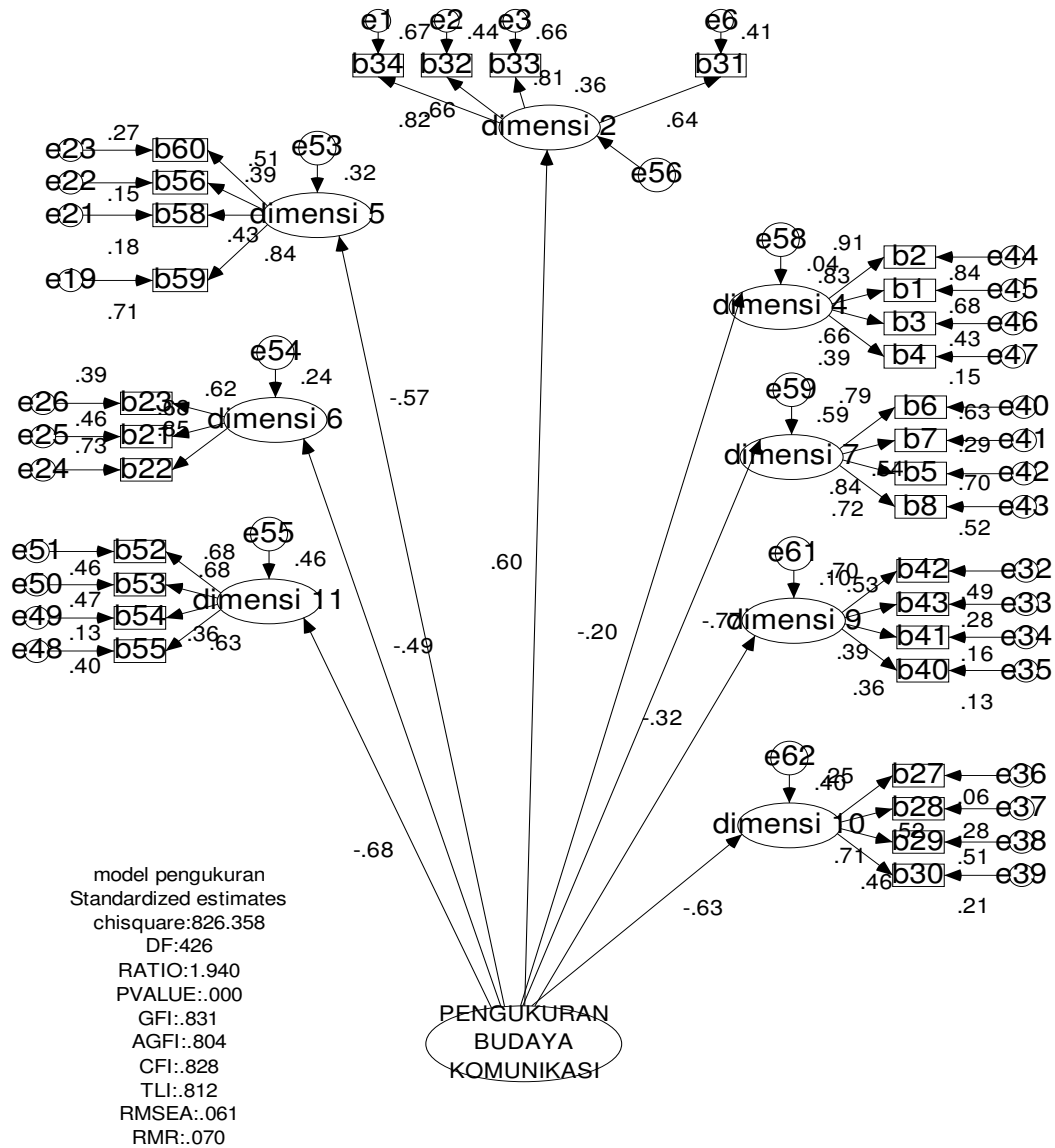 e1 e2 e3 e6
.67 .44 .66 .41
b34 b32 b33 b31
.82 .66 .81 .36 .64
dimensi 2
e56
e23 .27 b60 .51 e53
e22 b56 .39 .32
e21 .15 b58 dimensi 5
.18 .43 .84
e19 b59
.71
e58 .91 b2 e44
.04 .83 b1 .84 e45
dimensi 4 b3 .68 e46
.66 b4 .43 e47
.39 .15
e54
.39 .62 .24
e26 b23 .68 dimensi 6
.46
e25 b21 .85
.73
e24 b22
-.57
e59 .79 b6 e40
.59 b7 .63 e41
dimensi 7 .54 b5 .29 e42
.84 b8 .70 e43
.72 .52
e51 b52 .68 e55 .46
.46 .68
e50 b53 dimensi 11
.47
e49 b54
.13 .36 .63
e48 b55
.40
e61 .70 b42 e32
.10 .53 b43 .49 e33
dimensi 9 b41 .28 e34
.39 b40 .16 e35
.36 .13
.60
-.20 -.77
-.49
-.32
e62 .25 b27 e36
.40 b28 .06 e37
dimensi 10 .53 b29 .28 e38
.71 .46 b30 .51 e39
.21
-.68
-.63
model pengukuran
Standardized estimates
chisquare:826.358
DF:426
RATIO:1.940
PVALUE:.000
GFI:.831
AGFI:.804
CFI:.828
TLI:.812
RMSEA:.061
RMR:.070
PENGUKURAN
BUDAYA
KOMUNIKASI